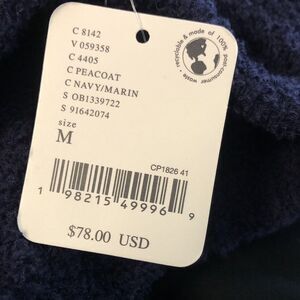 recyclable & made of 100% post-consumer waste
C 8142
V 059358
C 4405
C PEACOAT
C NAVY/MARIN
S OB1339722
S 91642074
size
M
CP1826 41
1 98215 49996 9
$78.00 USD